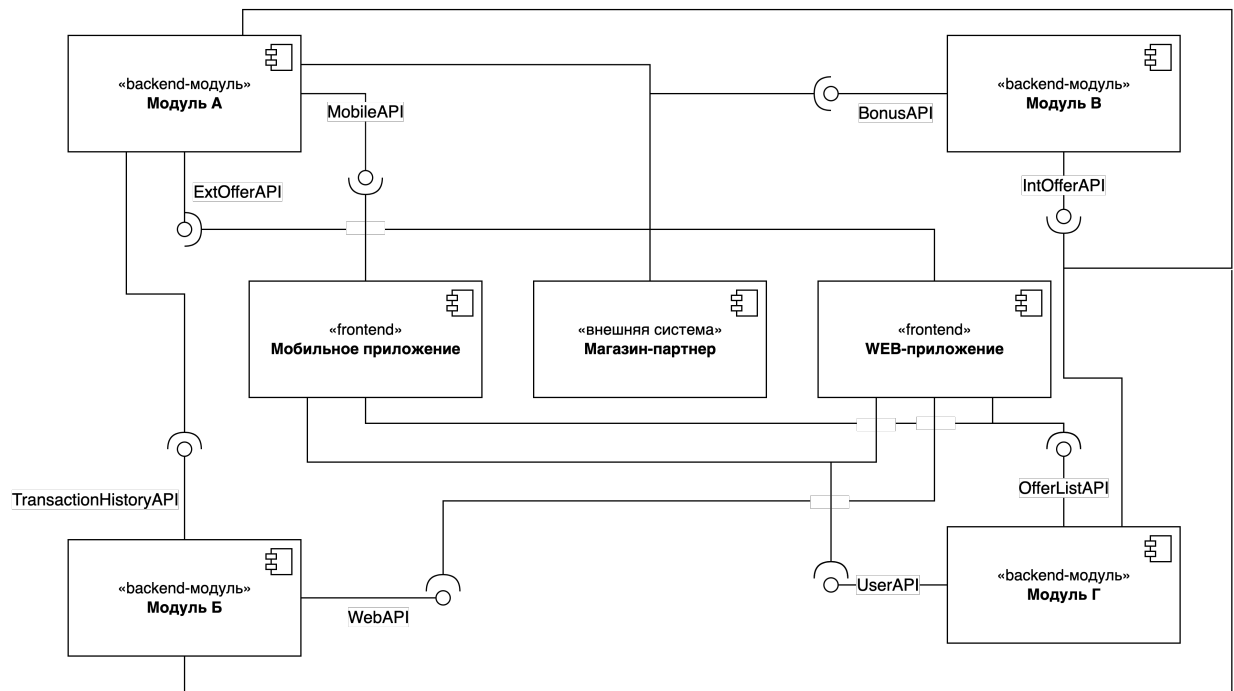 «backend-модуль»
Модуль А
MobileAPI
ExtOfferAPI
«backend-модуль»
Модуль В
BonusAPI
IntOfferAPI
«frontend»
Мобильное приложение
«внешняя система»
Магазин-партнер
«frontend»
WEB-приложение
TransactionHistoryAPI
OfferListAPI
«backend-модуль»
Модуль Б
WebAPI
UserAPI
«backend-модуль»
Модуль Г